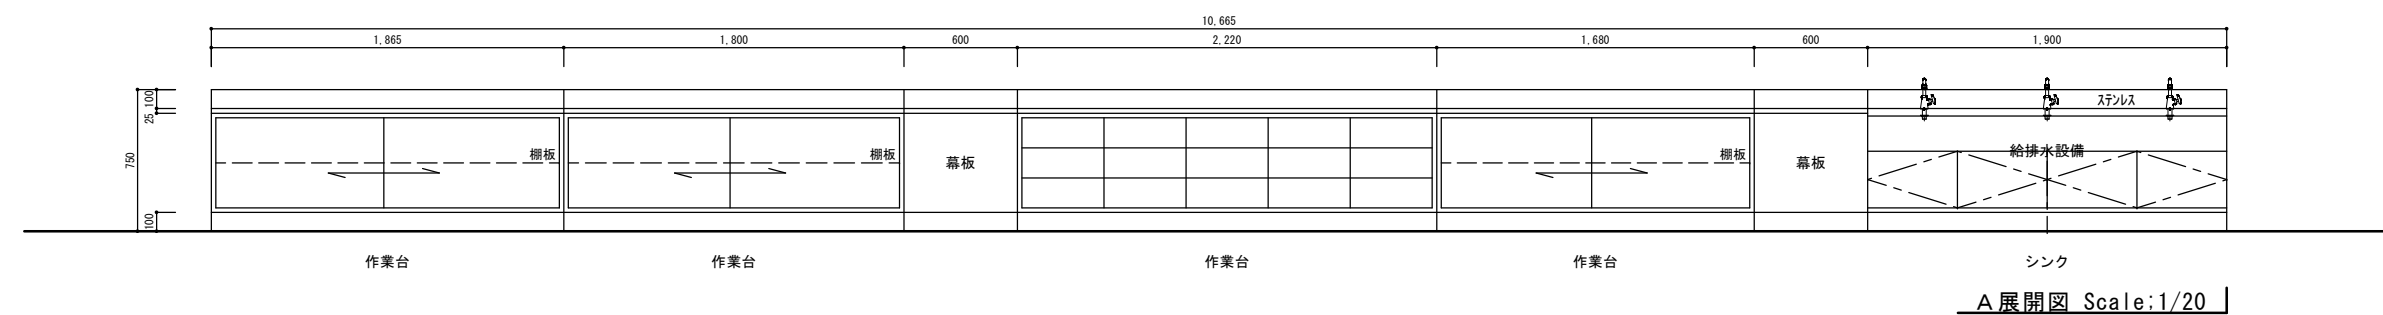 10,665
1,865
1,800
600
2,220
1,680
600
1,900
100
25
750
100
ステンレス
棚板
棚板
幕板
棚板
幕板
給排水設備
作業台
作業台
作業台
作業台
シンク
A展開図 Scale;1/20